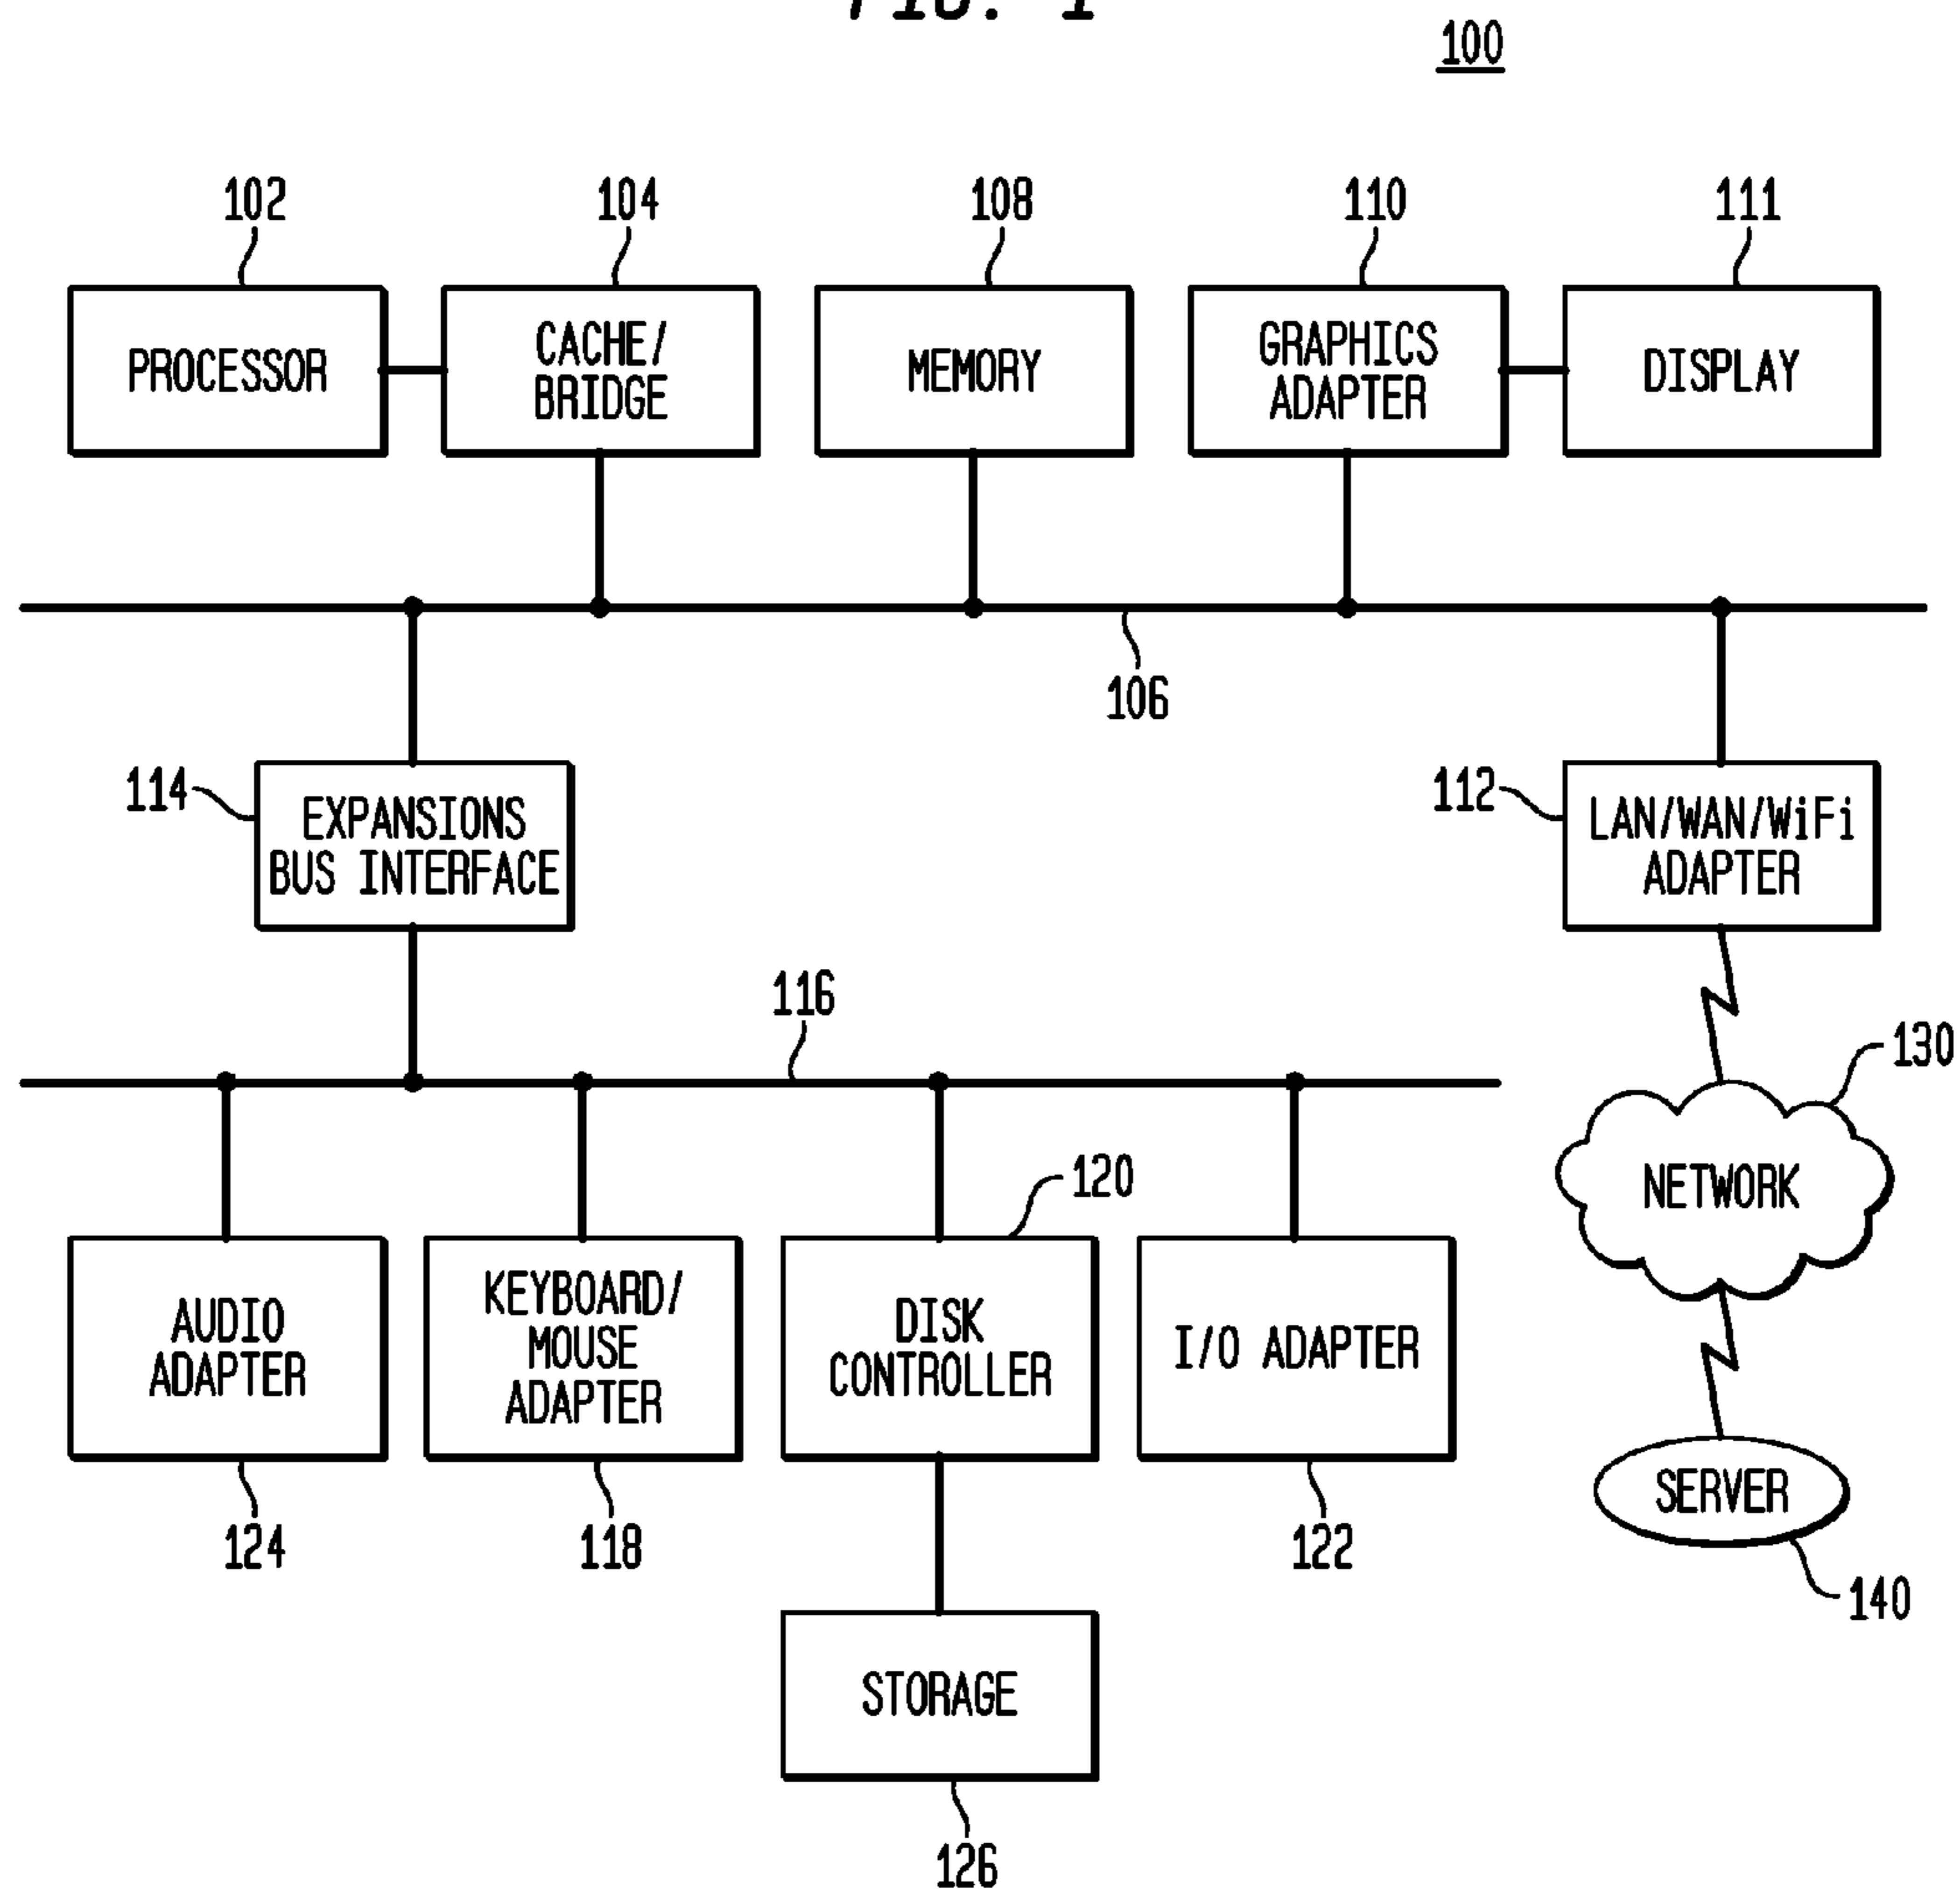 FIG. 1
100
102
104
108
110
111
PROCESSOR
CACHE/
BRIDGE
MEMORY
GRAPHICS
ADAPTER
DISPLAY
106
114
EXPANSIONS
BUS INTERFACE
112
LAN/WAN/WiFi
ADAPTER
116
130
NETWORK
120
AUDIO
ADAPTER
KEYBOARD/
MOUSE
ADAPTER
DISK
CONTROLLER
I/O ADAPTER
SERVER
124
118
122
140
STORAGE
126